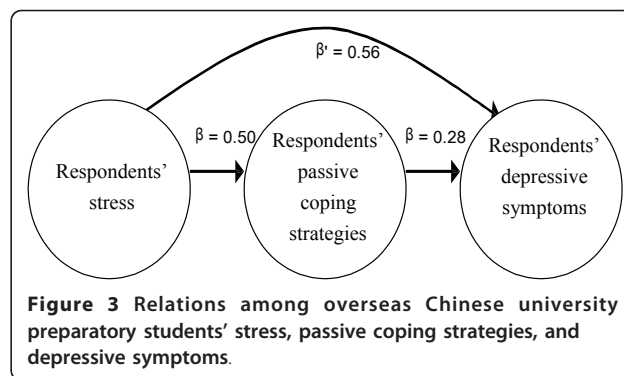 β' = 0.56
β = 0.50
β = 0.28
Respondents'
stress
Respondents'
passive
coping
strategies
Respondents'
depressive
symptoms
Figure 3 Relations among overseas Chinese university
preparatory students' stress, passive coping strategies, and
depressive symptoms.